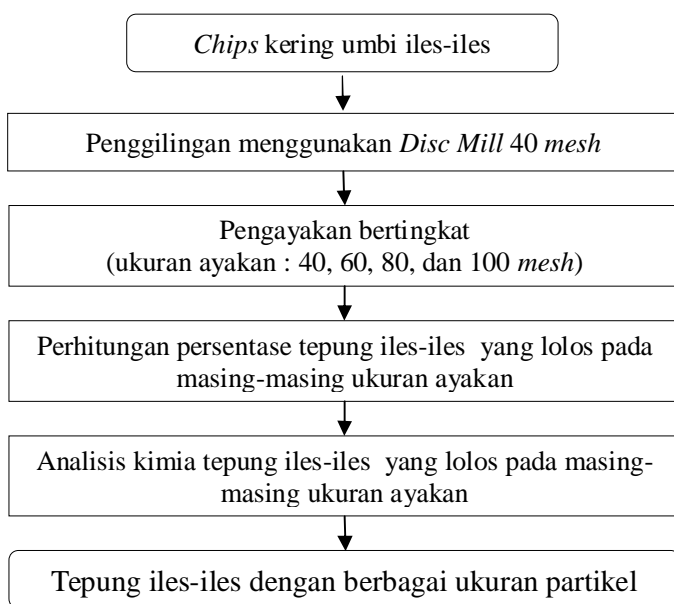 Chips kering umbi iles-iles
Penggilingan menggunakan Disc Mill 40 mesh
Pengayakan bertingkat
(ukuran ayakan : 40, 60, 80, dan 100 mesh)
Perhitungan persentase tepung iles-iles yang lolos pada
masing-masing ukuran ayakan
Analisis kimia tepung iles-iles yang lolos pada masing-
masing ukuran ayakan
Tepung iles-iles dengan berbagai ukuran partikel